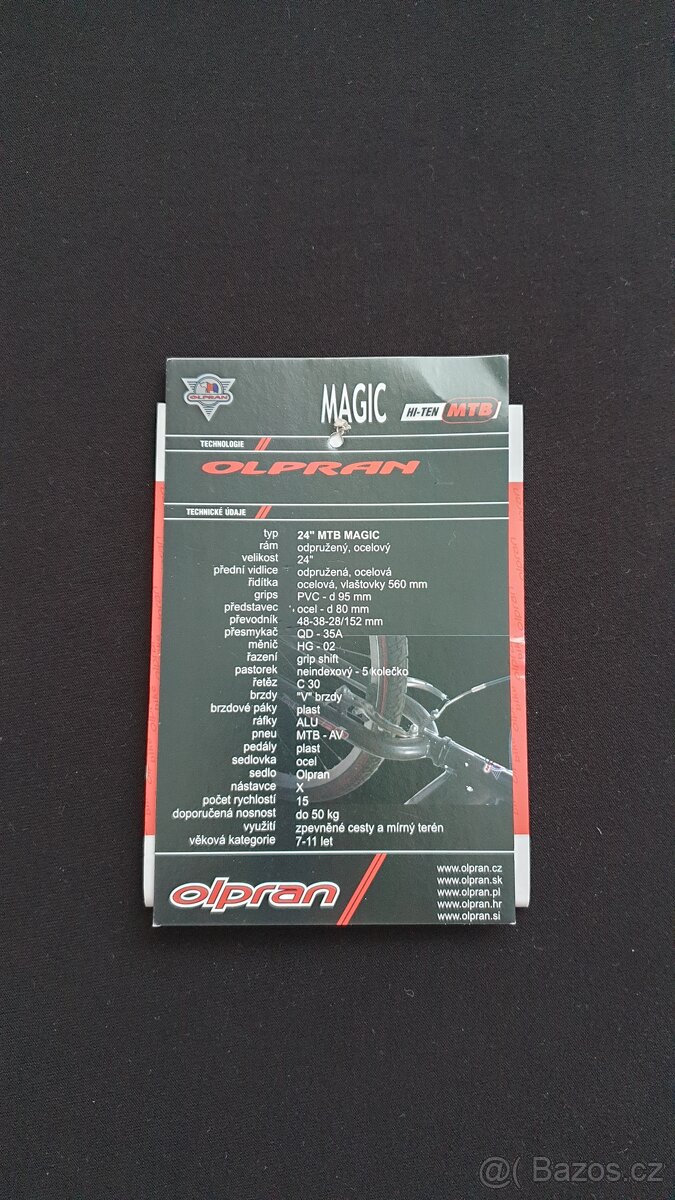 OLPRAN
MAGIC
HI-TEN MTB
TECHNOLOGIE
OLPRAN
TECHNICKÉ ÚDAJE
typ 24" MTB MAGIC
rám odpružený, ocelový
velikost 24"
přední vidlice odpružená, ocelová
řidítka ocelová, vlaštovky 560 mm
grips PVC - d 95 mm
představec ocel - d 80 mm
převodník 48-38-28/152 mm
přesmykač QD - 35A
měnič HG - 02
řazení grip shift
pastorek neindexový - 5 kolečko
řetěz C 30
brzdy "V" brzdy
brzdové páky plast
ráfky ALU
pneu MTB - AV
pedály plast
sedlovka ocel
sedlo Olpran
nástavce X
počet rychlostí 15
doporučená nosnost do 50 kg
využití zpevněné cesty a mírný terén
věková kategorie 7-11 let
olpran
www.olpran.cz
www.olpran.sk
www.olpran.pl
www.olpran.hr
www.olpran.si
@( Bazos.cz